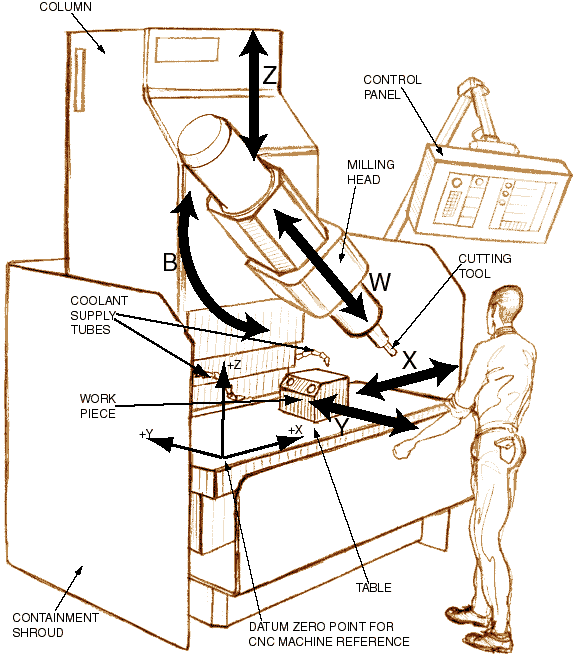 COLUMN
Z
CONTROL
PANEL
MILLING
HEAD
B
W
CUTTING
TOOL
COOLANT
SUPPLY
TUBES
X
+Z
WORK
PIECE
Y
+Y
+X
TABLE
CONTAINMENT
SHROUD
DATUM ZERO POINT FOR
CNC MACHINE REFERENCE